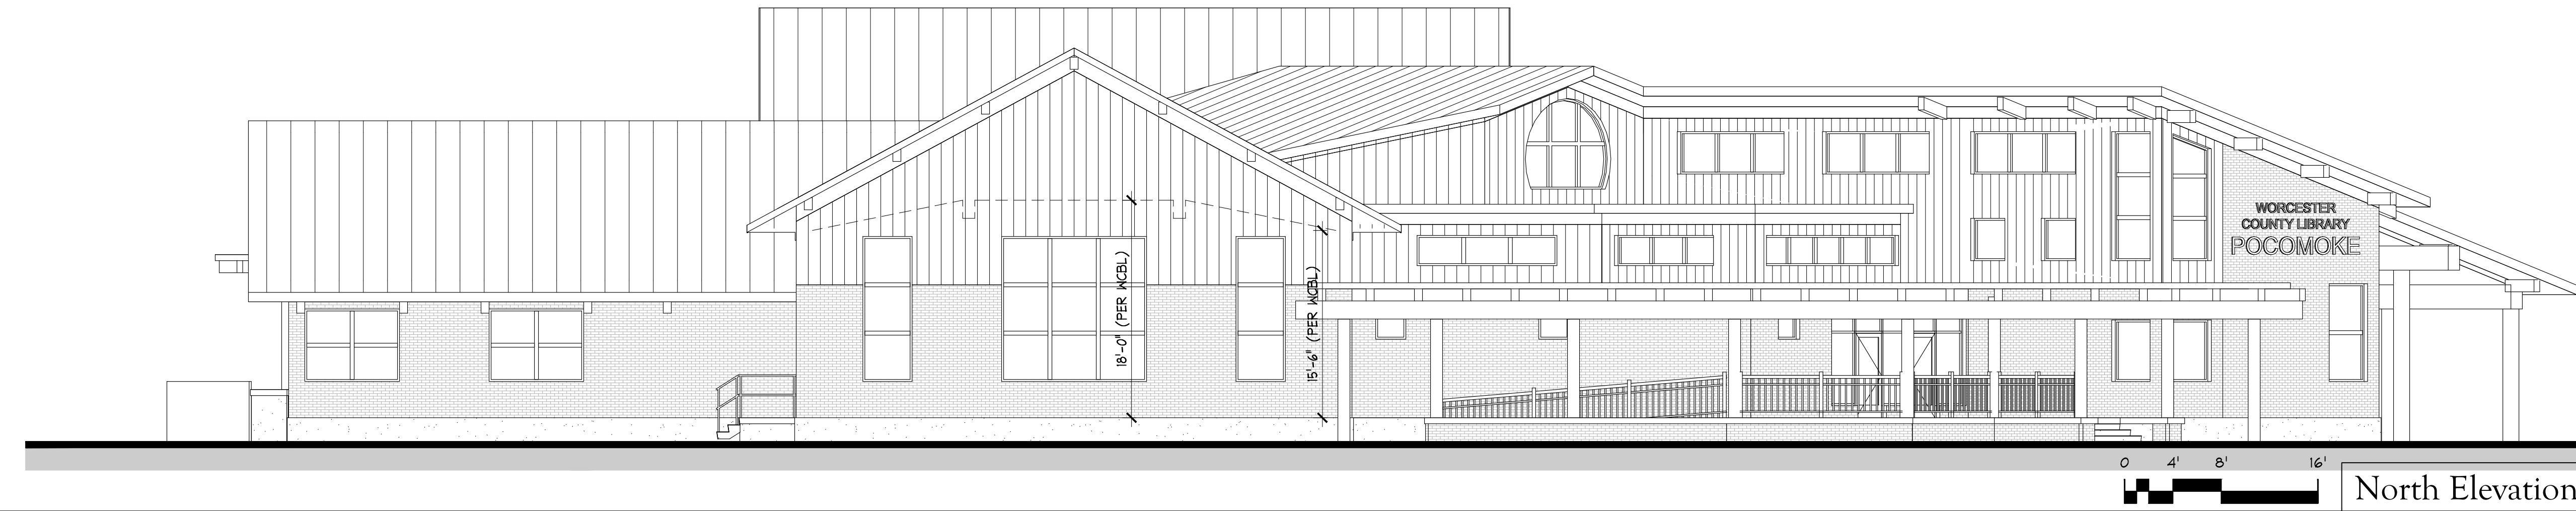 WORCESTER
COUNTY LIBRARY
POCOMOKE
18'-0" (PER WCBL)
15'-6" (PER WCBL)
0 4' 8' 16'
North Elevation